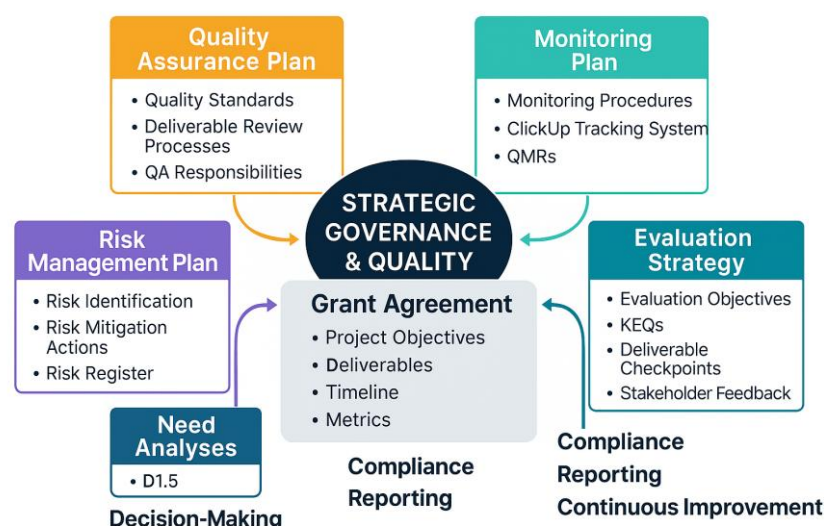 Quality
Assurance Plan
• Quality Standards
• Deliverable Review
Processes
• QA Responsibilities
Monitoring
Plan
• Monitoring Procedures
• ClickUp Tracking System
• QMRs
STRATEGIC
GOVERNANCE
& QUALITY
Risk
Management Plan
• Risk Identification
• Risk Mitigation
Actions
• Risk Register
Grant Agreement
• Project Objectives
• Deliverables
• Timeline
• Metrics
Evaluation
Strategy
• Evaluation Objectives
• KEQs
• Deliverable
Checkpoints
• Stakeholder Feedback
Need
Analyses
• D1.5
Decision-Making
Compliance
Reporting
Compliance
Reporting
Continuous Improvement